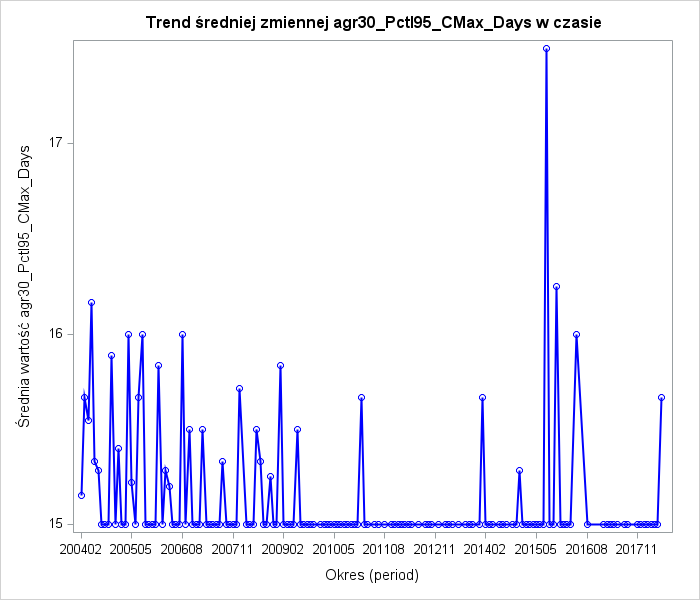 Trend średniej zmiennej agr30_Pctl95_CMax_Days w czasie
Średnia wartość agr30_Pctl95_CMax_Days
17
16
15
200402 200505 200608 200711 200902 201005 201108 201211 201402 201505 201608 201711
Okres (period)